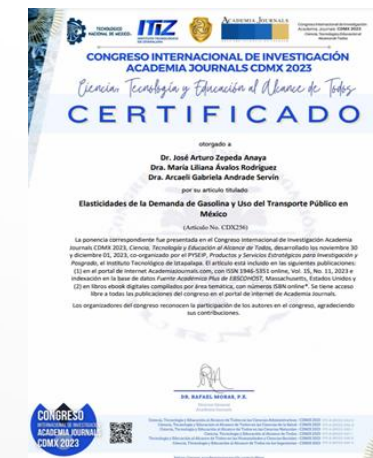 TECNOLÓGICO
NACIONAL DE MÉXICO
ITIZ
ACADEMIA JOURNALS
CONGRESO INTERNACIONAL DE INVESTIGACIÓN
ACADEMIA JOURNALS CDMX 2023
Ciencia, Tecnología y Educación al Alcance de Todos
CERTIFICADO
otorgado a
Dr. José Arturo Zepeda Anaya
Dra. María Liliana Ávalos Rodríguez
Dra. Arcaeli Gabriela Andrade Servín
por su artículo titulado
Elasticidades de la Demanda de Gasolina y Uso del Transporte Público en
México
(Artículo No. CDX256)
La ponencia correspondiente fue presentada en el Congreso Internacional de Investigación Academia
Journals CDMX 2023, Ciencia, Tecnología y Educación al Alcance de Todos, desarrollado los noviembre 30
y diciembre 01, 2023, co-organizado por el PYSEIP, Productos y Servicios Estratégicos para Investigación y
Posgrado, el Instituto Tecnológico de Iztapalapa. El artículo está incluido en las siguientes publicaciones:
(1) en el portal de Internet AcademiaJournals.com, con ISSN 1946-5351 online, Vol. 15, No. 11, 2023 e
indexación en la base de datos Fuente Académica Plus de EBSCOHOST, Massachusetts, Estados Unidos y
(2) en libros ebook digitales compilados por área temática, con números ISBN online*. Se tiene acceso
libre a todas las publicaciones del congreso en el portal de internet de Academia Journals.
Los organizadores del congreso reconocen la participación de los autores en el congreso, agradeciendo
sus contribuciones.
DR. RAFAEL MORAS, P.E.
CONGRESO
INTERNACIONAL DE INVESTIGACIÓN
ACADEMIA JOURNALS
CDMX 2023